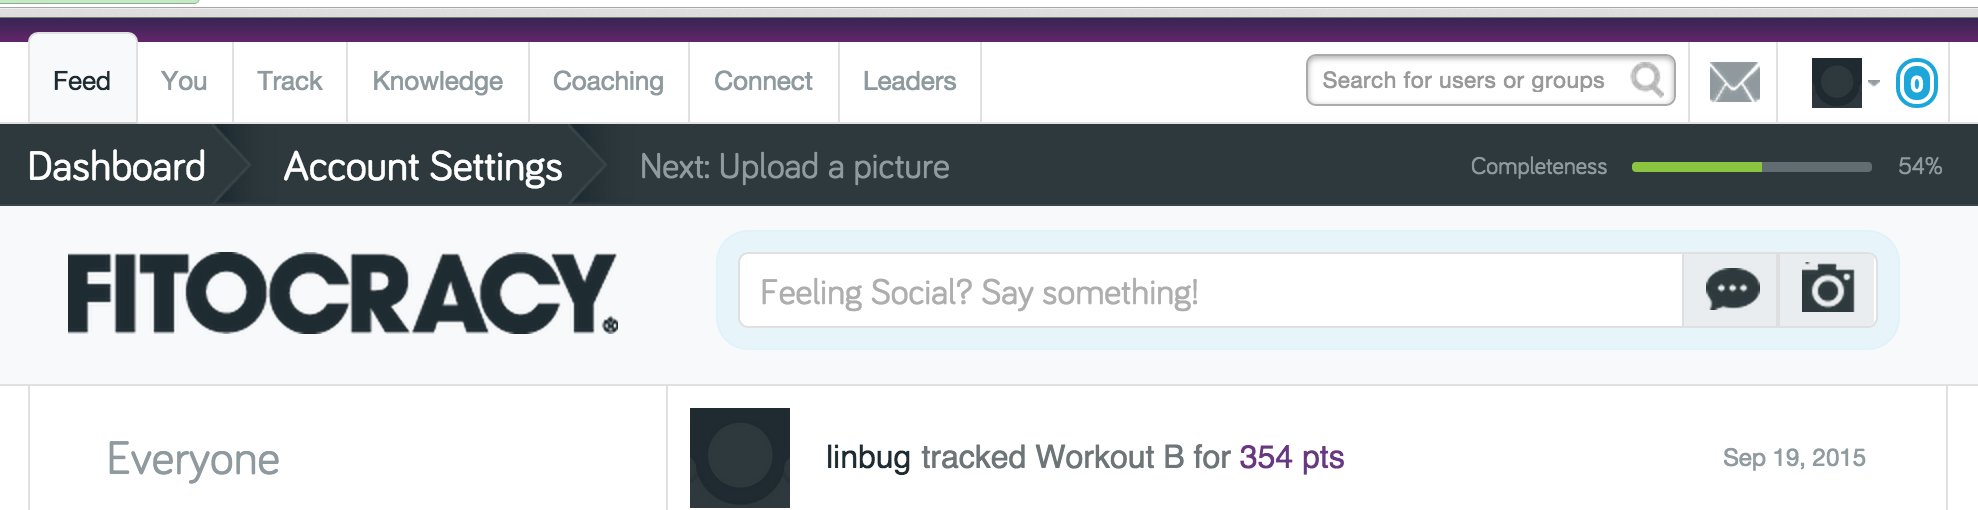 Feed You Track Knowledge Coaching Connect Leaders Search for users or groups 0
Dashboard Account Settings Next: Upload a picture Completeness 54%
FITOCRACY® Feeling Social? Say something!
Everyone linbug tracked Workout B for 354 pts Sep 19, 2015